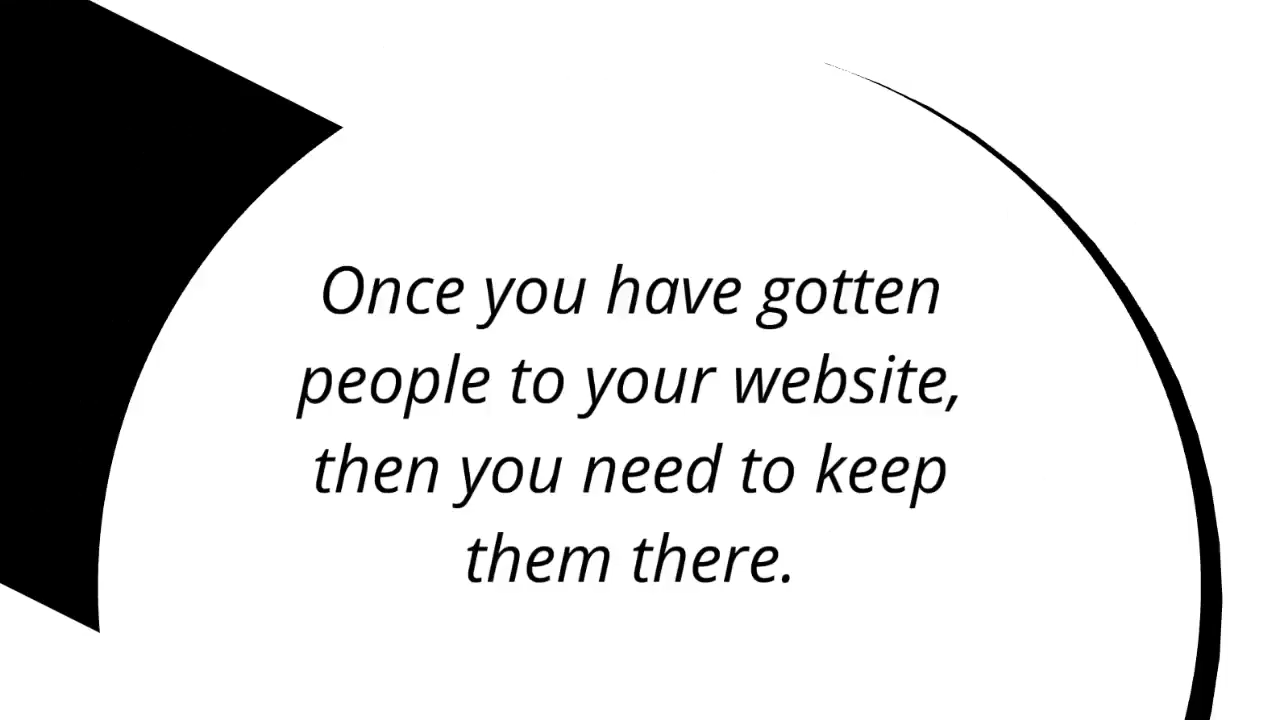 Once you have gotten
people to your website,
then you need to keep
them there.